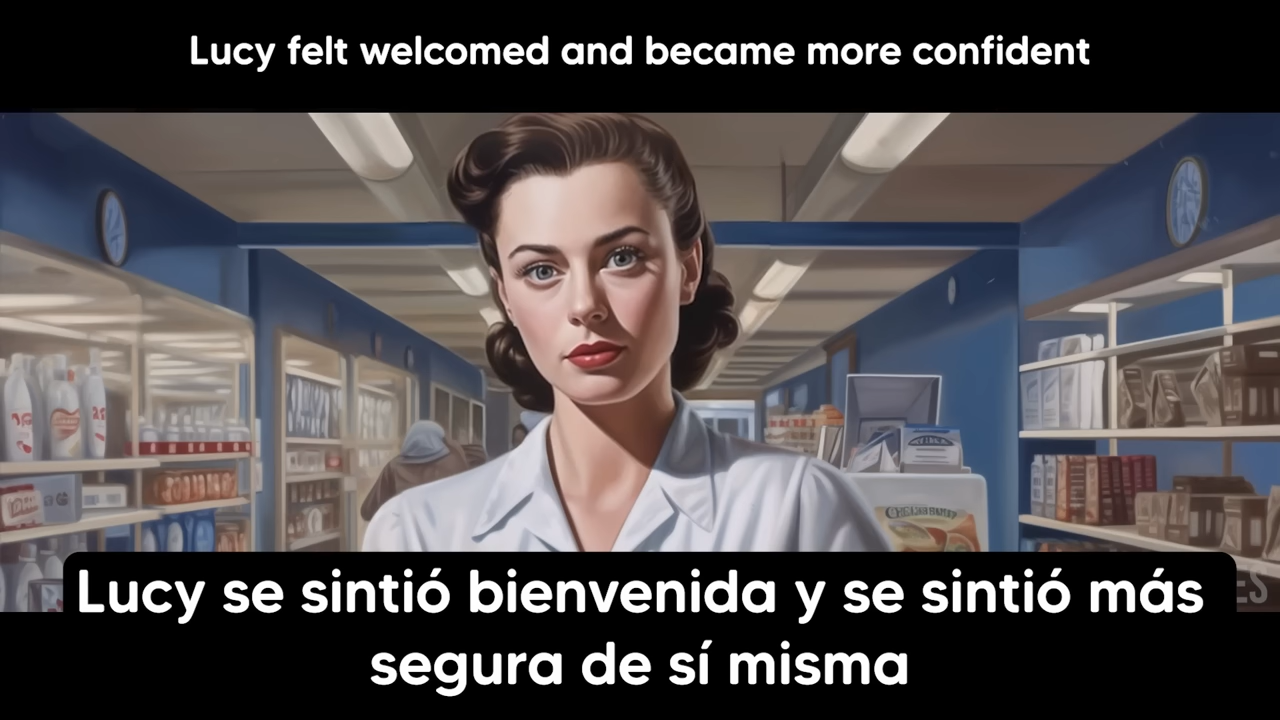 Lucy felt welcomed and became more confident
Lucy se sintió bienvenida y se sintió más
segura de sí misma